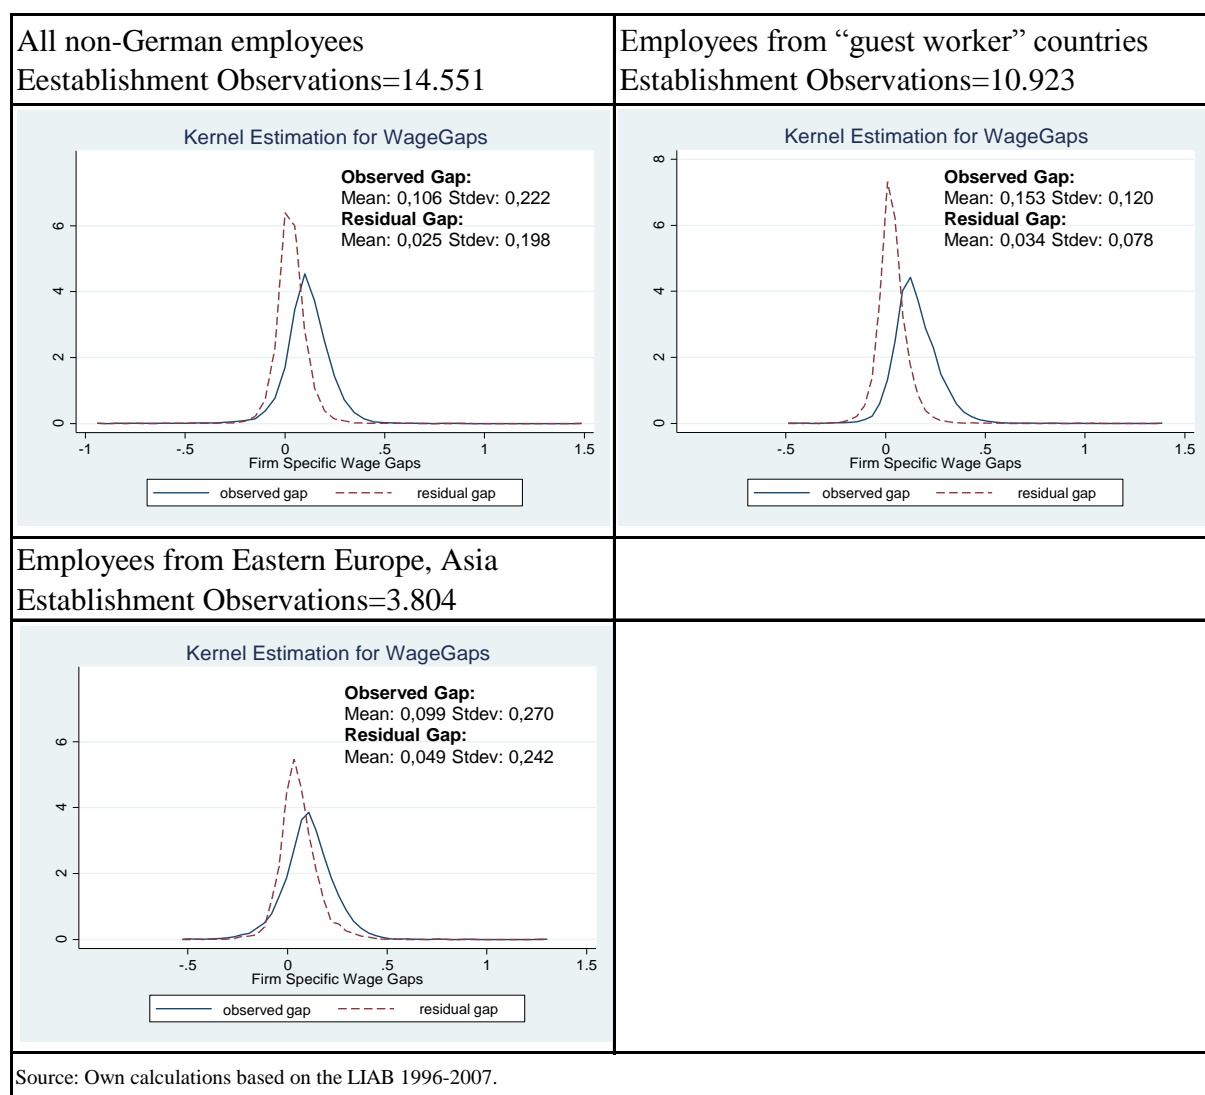 All non-German employees
Eestablishment Observations=14.551
Employees from “guest worker” countries
Establishment Observations=10.923
Kernel Estimation for WageGaps
Observed Gap:
Mean: 0,106 Stdev: 0,222
Residual Gap:
Mean: 0,025 Stdev: 0,198
6
4
2
0
-1 -.5 0 .5 1 1.5
Firm Specific Wage Gaps
observed gap residual gap
Kernel Estimation for WageGaps
Observed Gap:
Mean: 0,153 Stdev: 0,120
Residual Gap:
Mean: 0,034 Stdev: 0,078
8
6
4
2
0
-.5 0 .5 1 1.5
Firm Specific Wage Gaps
observed gap residual gap
Employees from Eastern Europe, Asia
Establishment Observations=3.804
Kernel Estimation for WageGaps
Observed Gap:
Mean: 0,099 Stdev: 0,270
Residual Gap:
Mean: 0,049 Stdev: 0,242
6
4
2
0
-.5 0 .5 1 1.5
Firm Specific Wage Gaps
observed gap residual gap
Source: Own calculations based on the LIAB 1996-2007.